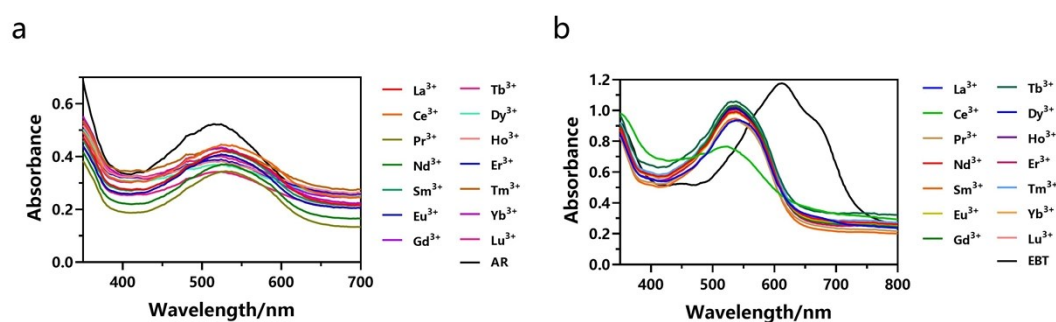 a
Absorbance
0.6
0.4
0.2
0.0
400
500
600
700
Wavelength/nm
La³⁺
Ce³⁺
Pr³⁺
Nd³⁺
Sm³⁺
Eu³⁺
Gd³⁺
Tb³⁺
Dy³⁺
Ho³⁺
Er³⁺
Tm³⁺
Yb³⁺
Lu³⁺
AR
b
Absorbance
1.2
1.0
0.8
0.6
0.4
0.2
0.0
400
500
600
700
800
Wavelength/nm
La³⁺
Ce³⁺
Pr³⁺
Nd³⁺
Sm³⁺
Eu³⁺
Gd³⁺
Tb³⁺
Dy³⁺
Ho³⁺
Er³⁺
Tm³⁺
Yb³⁺
Lu³⁺
EBT